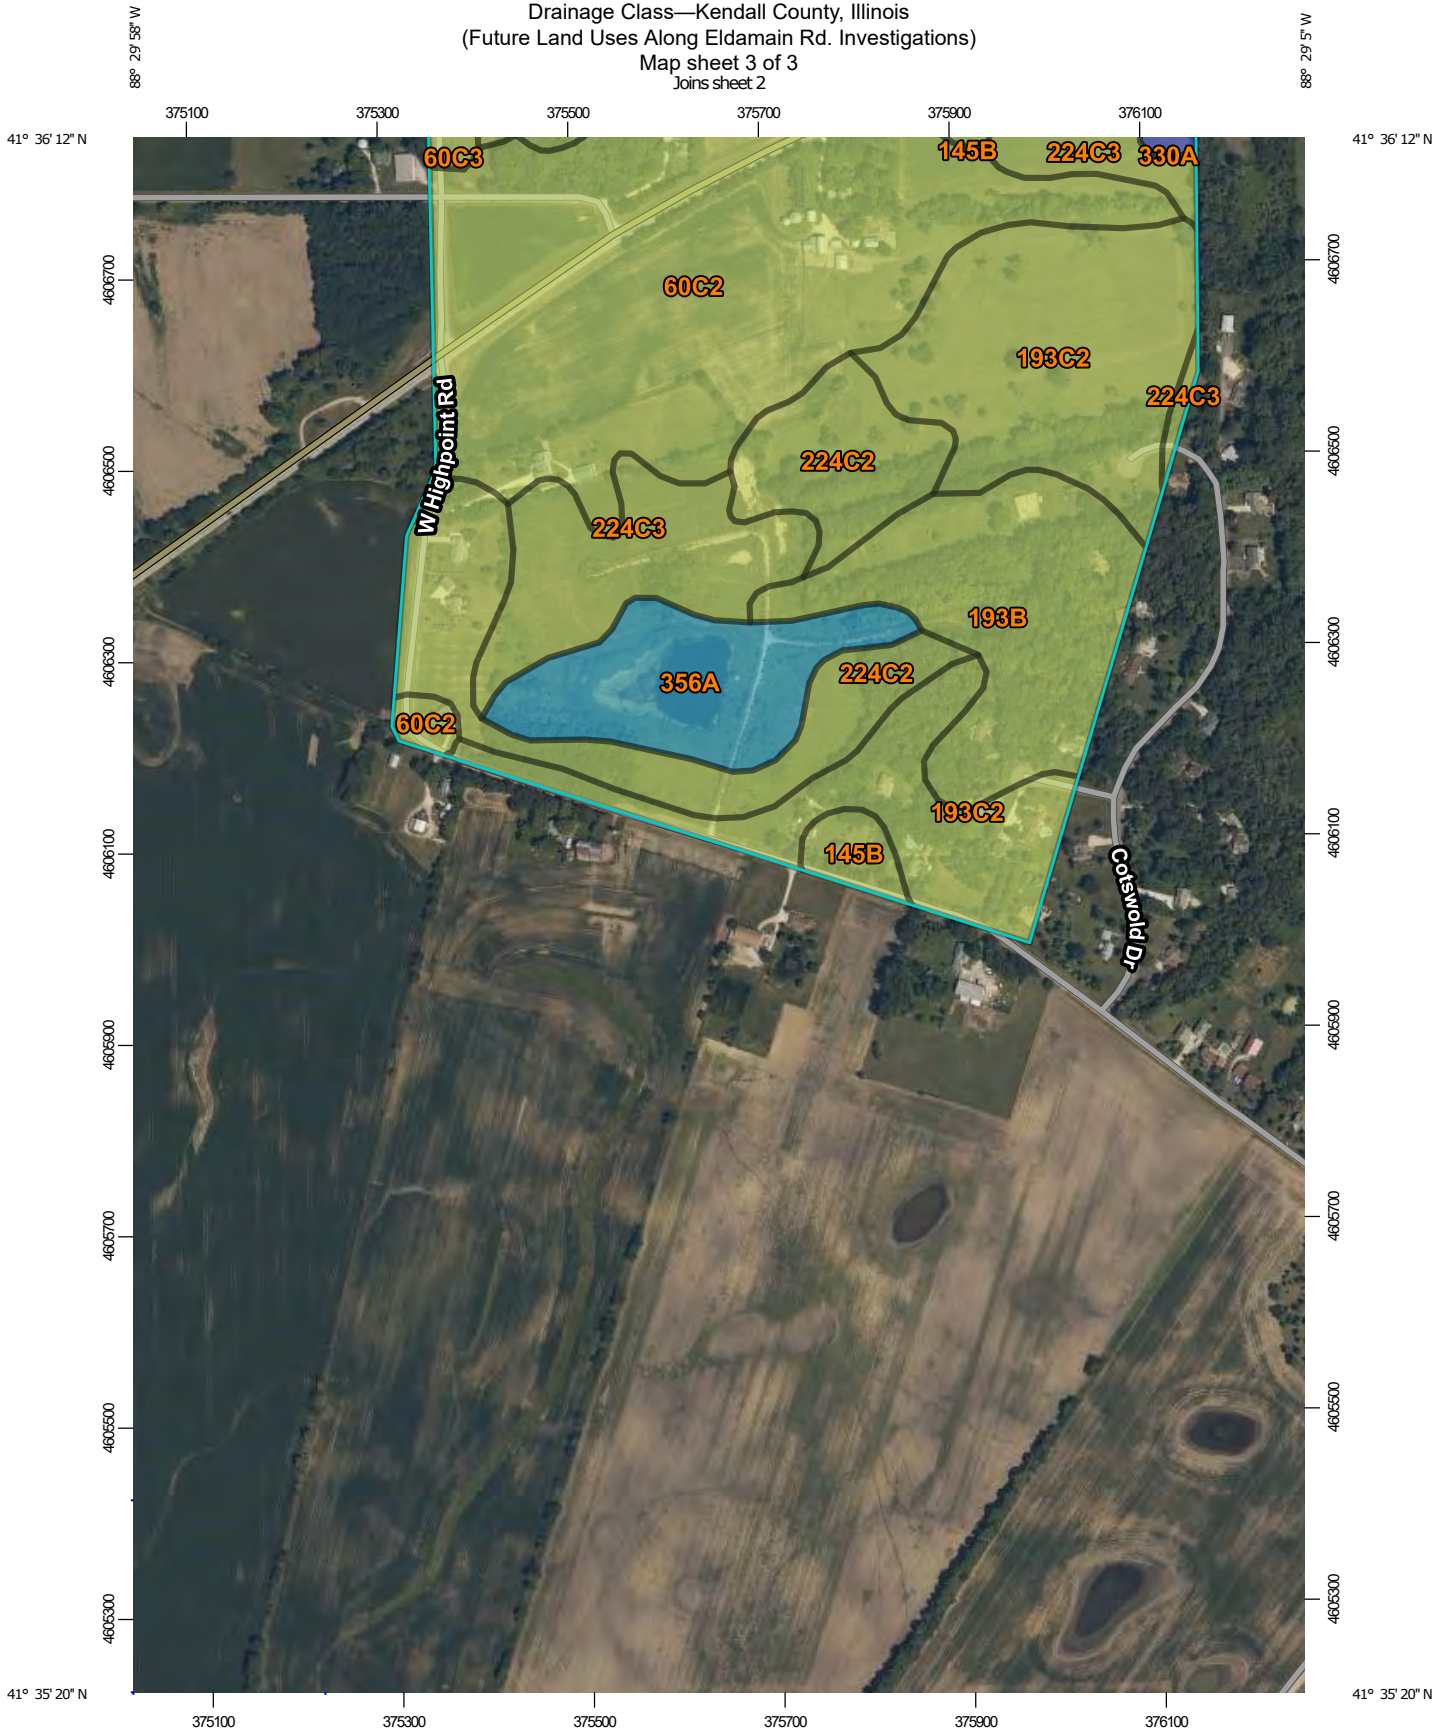 Drainage Class—Kendall County, Illinois
(Future Land Uses Along Eldamain Rd. Investigations)
Map sheet 3 of 3
Joins sheet 2
88° 29' 58'' W
88° 29' 5'' W
375100
375300
375500
375700
375900
376100
41° 36' 12'' N
41° 36' 12'' N
60C3
145B
224C3
330A
4606700
4606700
60C2
193C2
224C3
W Highpoint Rd
4606500
4606500
224C2
224C3
193B
4606300
4606300
356A
224C2
60C2
193C2
4606100
4606100
145B
Cotswold Dr
4605900
4605900
4605700
4605700
4605500
4605500
4605300
4605300
41° 35' 20'' N
41° 35' 20'' N
375100
375300
375500
375700
375900
376100